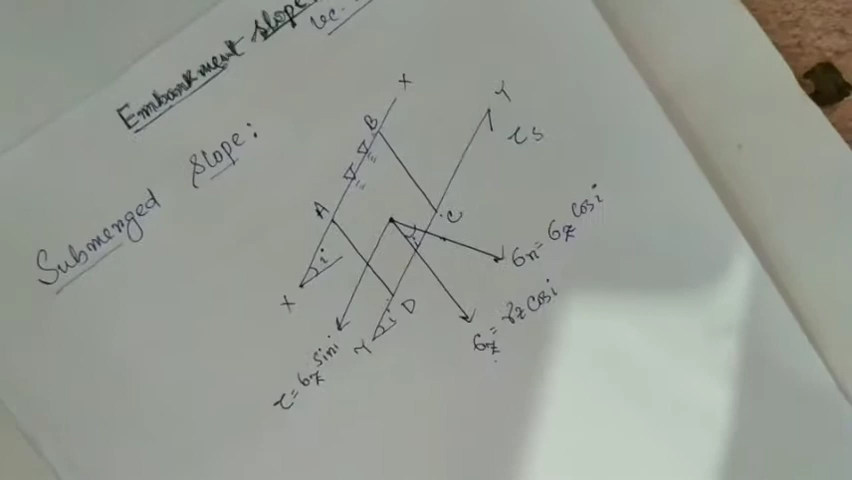 Embankment slope
Submerged slope:
X
Y
B
τs
A
C
i
i
σn = σz cosi
X
D
i
σz = γz cosi
Y
τ = σz sini